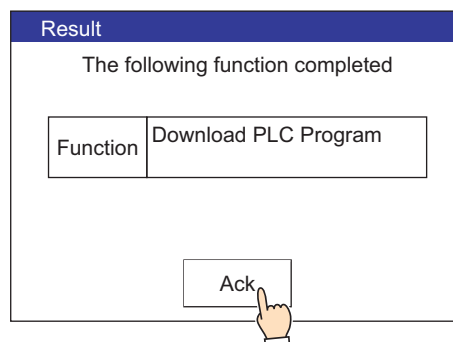 Result
The following function completed
Function
Download PLC Program
Ack